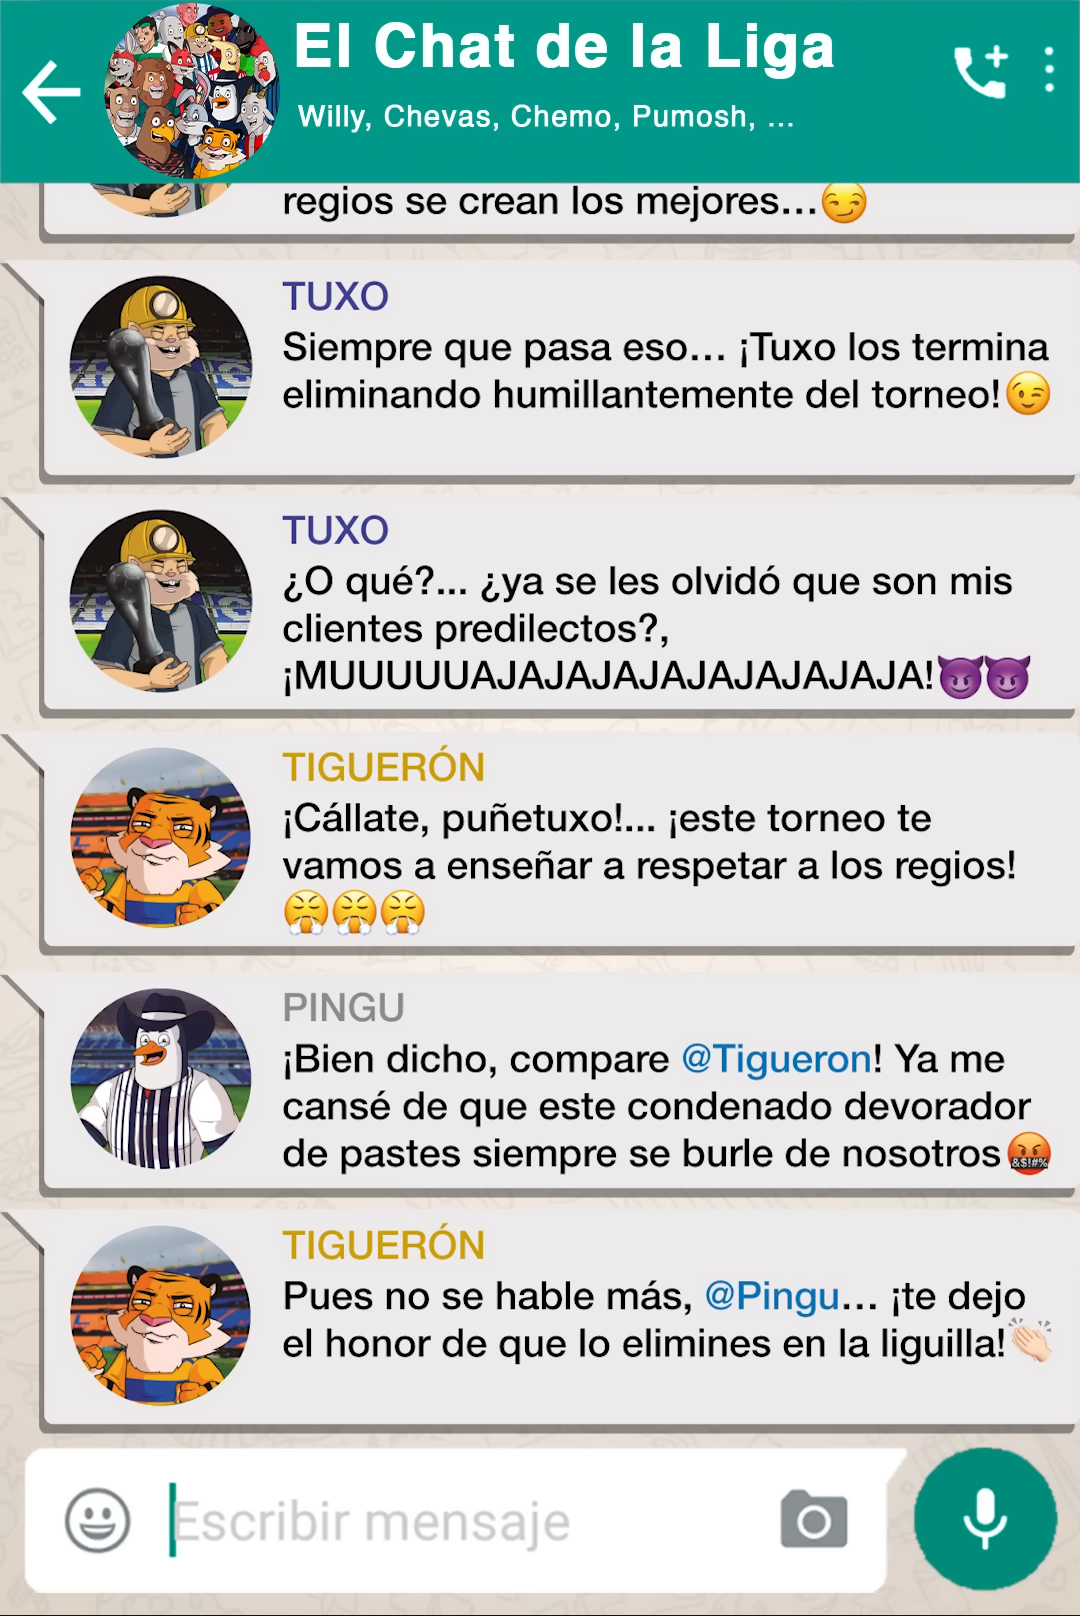 El Chat de la Liga
Willy, Chevas, Chemo, Pumosh, ...
regios se crean los mejores...😏
TUXO
Siempre que pasa eso... ¡Tuxo los termina
eliminando humillantemente del torneo!😉
TUXO
¿O qué?... ¿ya se les olvidó que son mis
clientes predilectos?,
¡MUUUUUAJAJAJAJAJAJAJAJAJAJA!😈😈
TIGUERÓN
¡Cállate, puñetuxo!... ¡este torneo te
vamos a enseñar a respetar a los regios!
😤😤😤
PINGU
¡Bien dicho, compare @Tigueron! Ya me
cansé de que este condenado devorador
de pastes siempre se burle de nosotros🤬
TIGUERÓN
Pues no se hable más, @Pingu... ¡te dejo
el honor de que lo elimines en la liguilla!👏🏻
Escribir mensaje